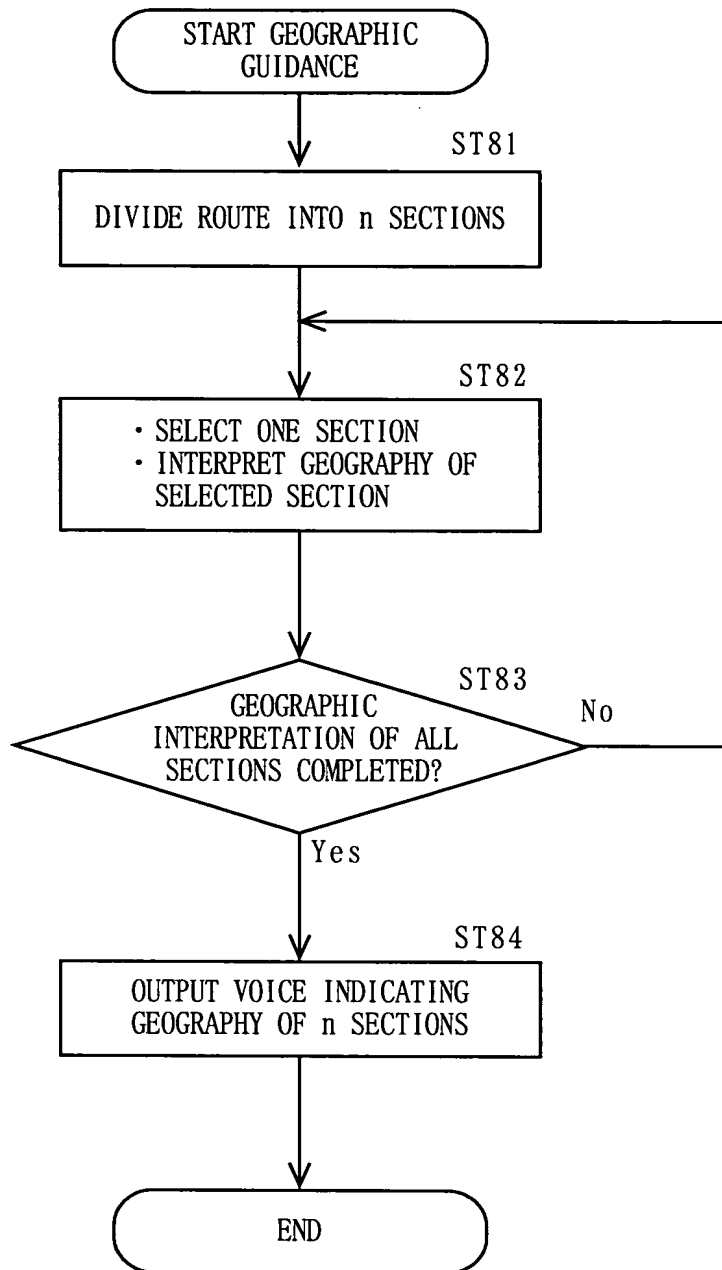 START GEOGRAPHIC
GUIDANCE
ST81
DIVIDE ROUTE INTO n SECTIONS
ST82
・SELECT ONE SECTION
・INTERPRET GEOGRAPHY OF
SELECTED SECTION
ST83
GEOGRAPHIC
INTERPRETATION OF ALL
SECTIONS COMPLETED?
No
Yes
ST84
OUTPUT VOICE INDICATING
GEOGRAPHY OF n SECTIONS
END